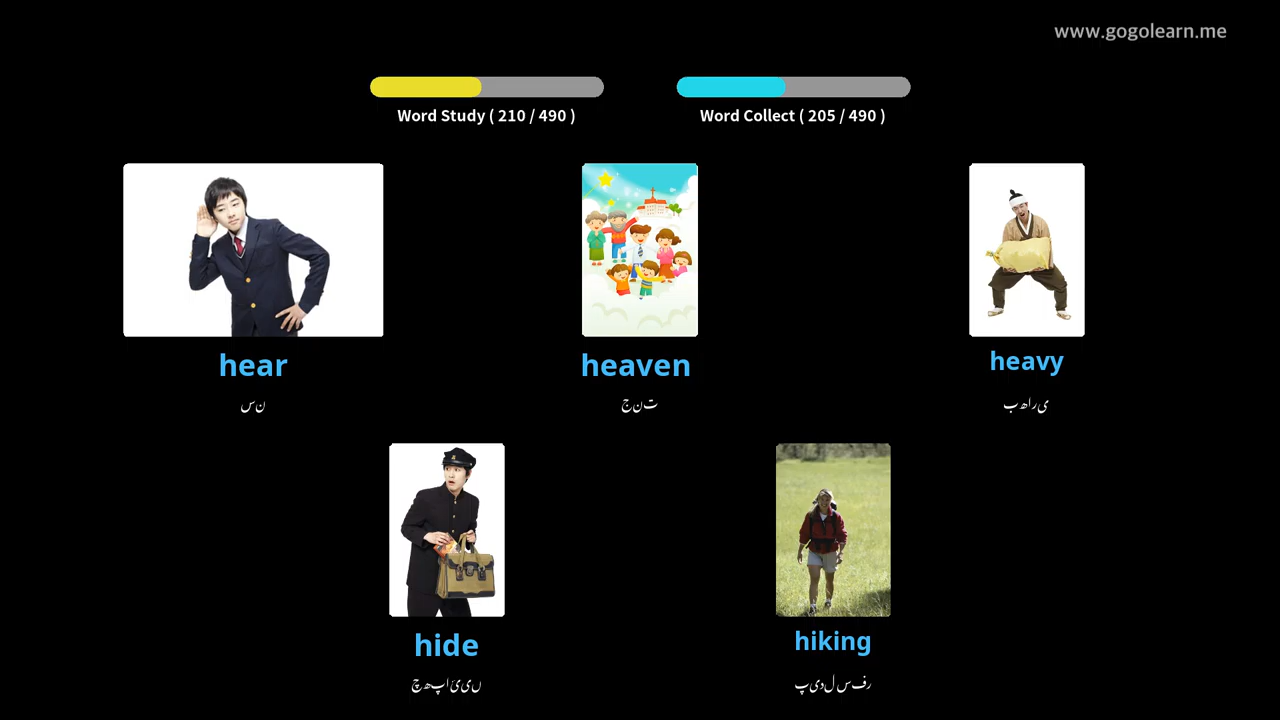 www.gogolearn.me
Word Study ( 210 / 490 )
Word Collect ( 205 / 490 )
hear
heaven
heavy
سن
جنت
بھاری
hide
hiking
چھپائیں
پیدل سفر